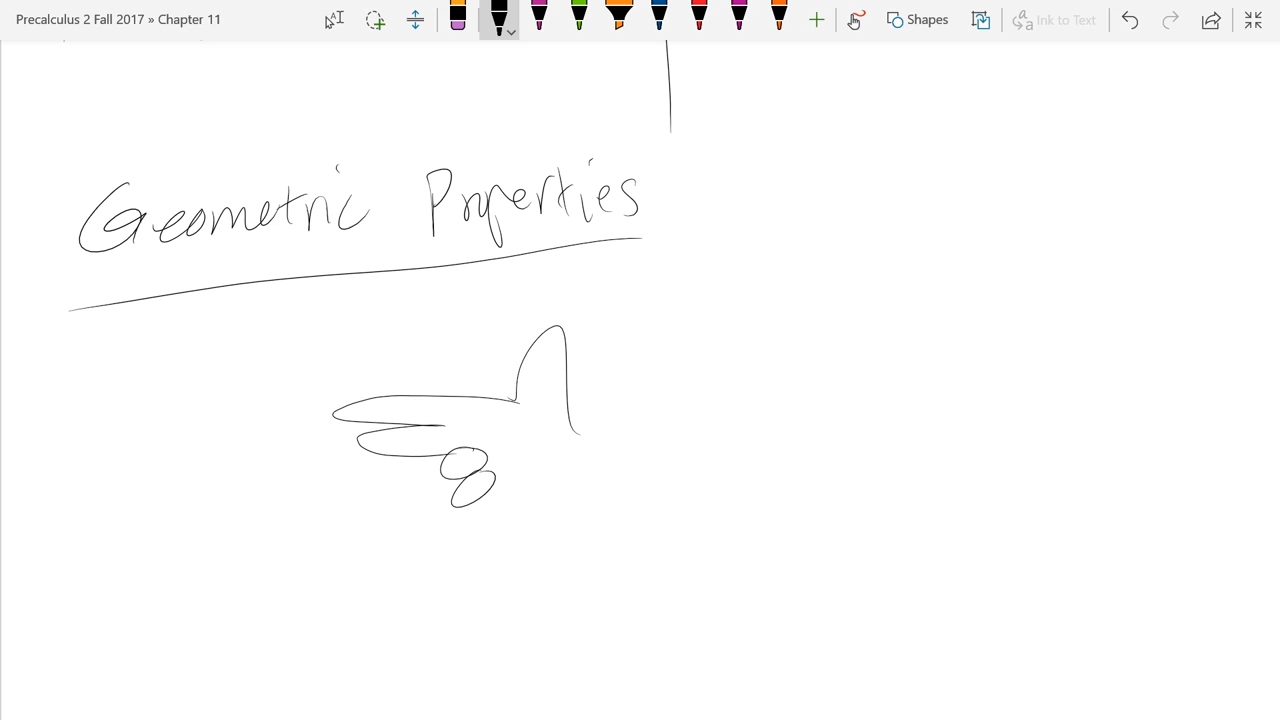 Precalculus 2 Fall 2017 » Chapter 11
Shapes
Ink to Text
Geometric Properties